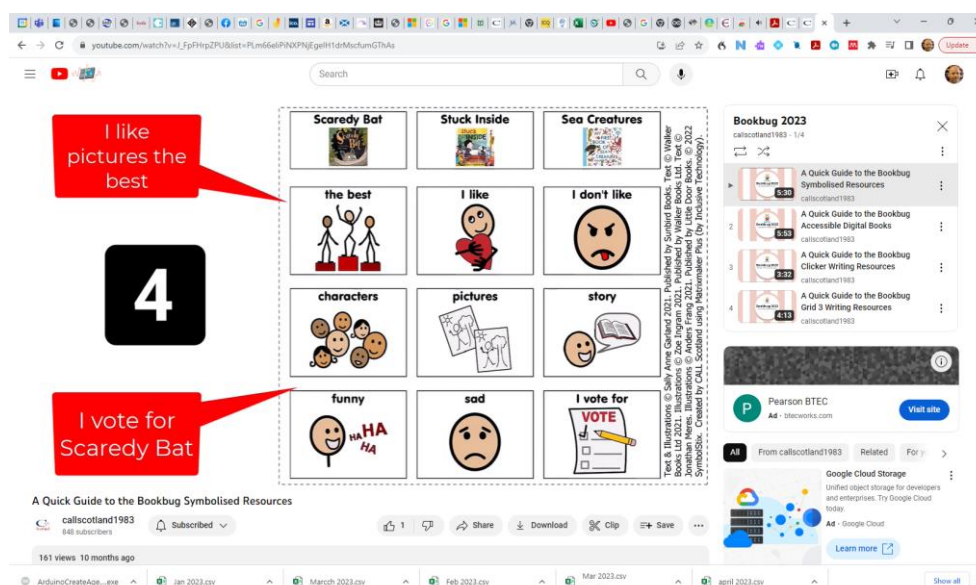 youtube.com/watch?v=J_FpFHrpZPU&list=PLm66eliPiNXPNjEgelH1drMscfumGThAs
Update
Search
I like
pictures the
best
4
I vote for
Scaredy Bat
Scaredy Bat
Stuck Inside
Sea Creatures
the best
I like
I don't like
characters
pictures
story
funny
HA HA
HA
sad
I vote for
VOTE
Text & Illustrations © Sally Anne Garland 2021. Published by Sunbird Books. Text © Walker
Books Ltd 2021. Illustrations © Zoe Ingram 2021. Published by Walker Books Ltd. Text ©
Jonathan Meres. Illustrations © Anders Frang 2021. Published by Little Door Books. © 2022
SymbolStix. Created by CALL Scotland using Matrixmaker Plus (by Inclusive Technology).
A Quick Guide to the Bookbug Symbolised Resources
callscotland1983
848 subscribers
Subscribed
1
Share
Download
Clip
Save
161 views 10 months ago
Bookbug 2023
callscotland1983 - 1/4
5:30
A Quick Guide to the Bookbug
Symbolised Resources
callscotland1983
2
5:53
A Quick Guide to the Bookbug
Accessible Digital Books
callscotland1983
3
3:32
A Quick Guide to the Bookbug
Clicker Writing Resources
callscotland1983
4
4:13
A Quick Guide to the Bookbug
Grid 3 Writing Resources
callscotland1983
P
Pearson BTEC
Ad · btecworks.com
Visit site
All
From callscotland1983
Related
For y
Google Cloud Storage
Unified object storage for developers
and enterprises. Try Google Cloud
today.
Ad · Google Cloud
Learn more
ArduinoCreateAge....exe
Jan 2023.csv
Marcch 2023.csv
Feb 2023.csv
Mar 2023.csv
april 2023.csv
Show all